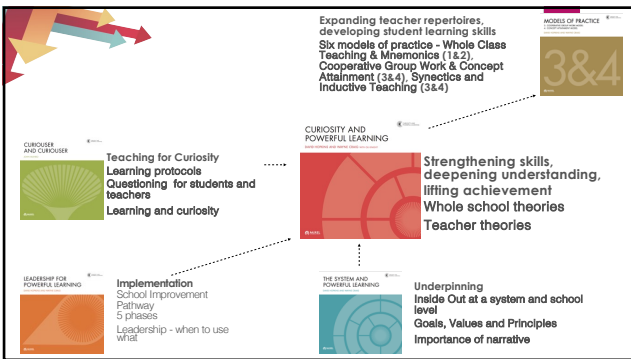 Expanding teacher repertoires,
developing student learning skills
Six models of practice - Whole Class
Teaching & Mnemonics (1&2),
Cooperative Group Work & Concept
Attainment (3&4), Synectics and
Inductive Teaching (3&4)
MODELS OF PRACTICE
3&4
CURIOUSER
AND CURIOUSER
Teaching for Curiosity
Learning protocols
Questioning for students and
teachers
Learning and curiosity
CURIOSITY AND
POWERFUL LEARNING
Strengthening skills,
deepening understanding,
lifting achievement
Whole school theories
Teacher theories
LEADERSHIP FOR
POWERFUL LEARNING
Implementation
School Improvement
Pathway
5 phases
Leadership - when to use
what
THE SYSTEM AND
POWERFUL LEARNING
Underpinning
Inside Out at a system and school
level
Goals, Values and Principles
Importance of narrative